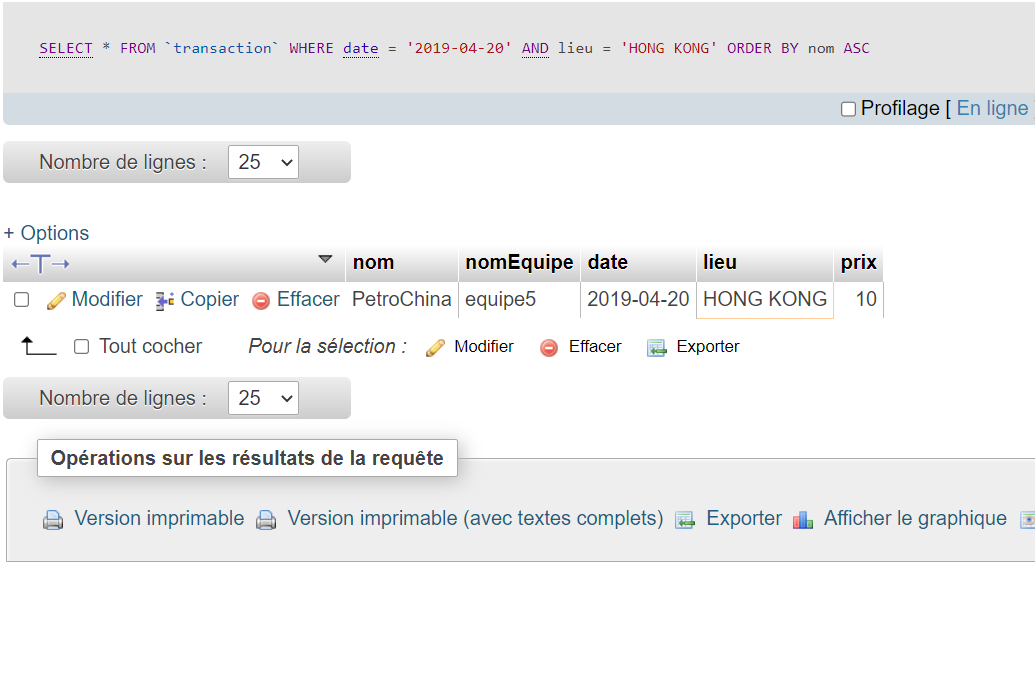 SELECT * FROM `transaction` WHERE date = '2019-04-20' AND lieu = 'HONG KONG' ORDER BY nom ASC
Profilage [ En ligne
Nombre de lignes : 25
+ Options
←T→ nom nomEquipe date lieu prix
Modifier Copier Effacer PetroChina equipe5 2019-04-20 HONG KONG 10
Tout cocher Pour la sélection : Modifier Effacer Exporter
Nombre de lignes : 25
Opérations sur les résultats de la requête
Version imprimable Version imprimable (avec textes complets) Exporter Afficher le graphique